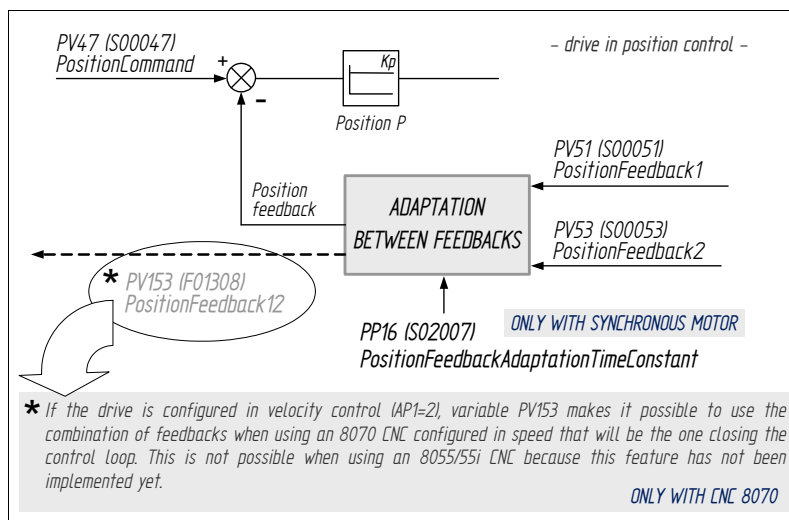 PV47 (S00047)
PositionCommand
+
-
Kp
Position P
- drive in position control -
PV51 (S00051)
PositionFeedback1
Position
feedback
ADAPTATION
BETWEEN FEEDBACKS
PV53 (S00053)
PositionFeedback2
* PV153 (F01308)
PositionFeedback12
PP16 (S02007)
PositionFeedbackAdaptationTimeConstant
ONLY WITH SYNCHRONOUS MOTOR
* If the drive is configured in velocity control (AP1=2), variable PV153 makes it possible to use the
combination of feedbacks when using an 8070 CNC configured in speed that will be the one closing the
control loop. This is not possible when using an 8055/55i CNC because this feature has not been
implemented yet.
ONLY WITH CNC 8070